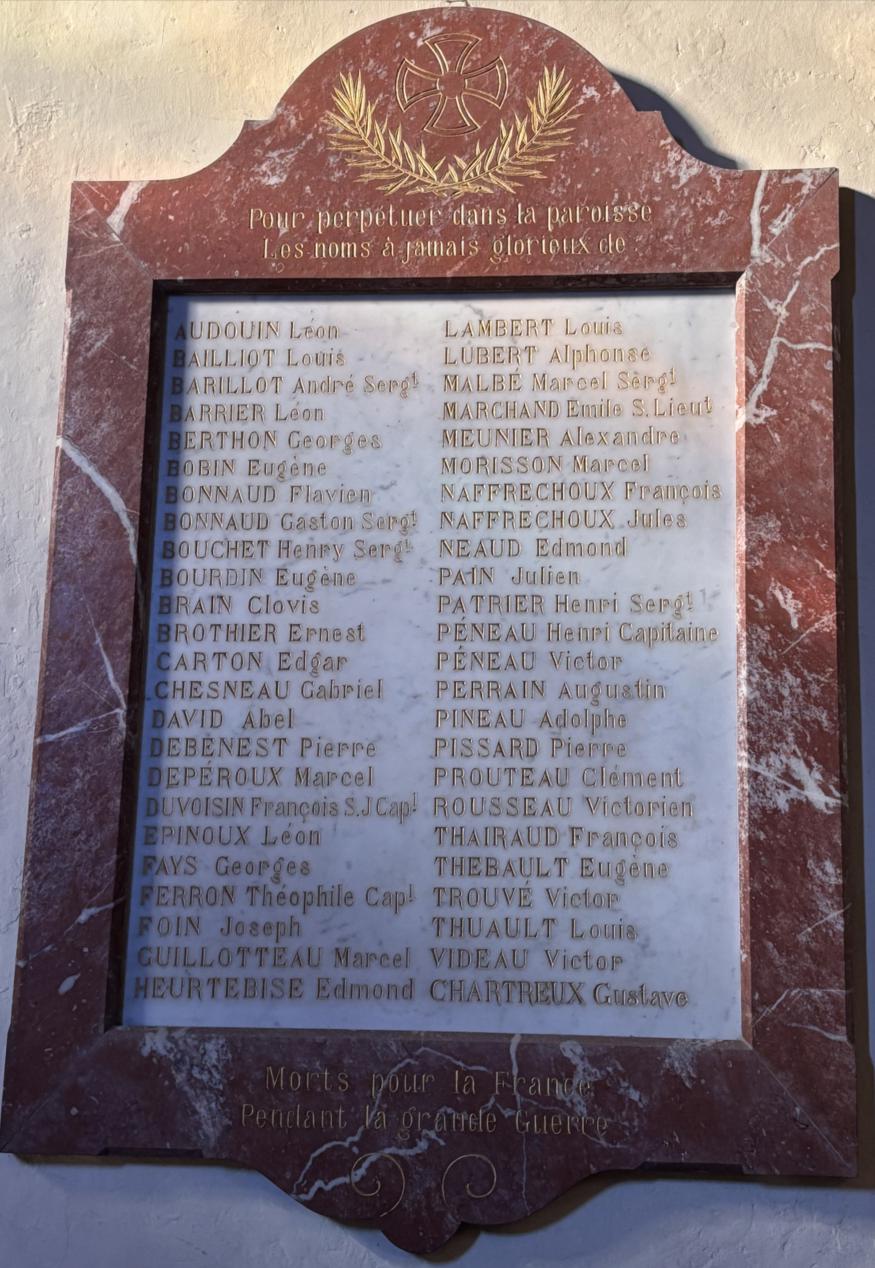 Pour perpétuer dans la paroisse
Les noms à jamais glorieux de
AUDOUIN Léon
BAILLIOT Louis
BARILLOT André Sergt
BARRIER Léon
BERTHON Georges
BOBIN Eugène
BONNAUD Flavien
BONNAUD Gaston Sergt
BOUCHET Henry Sergt
BOURDIN Eugène
BRAIN Clovis
BROTHIER Ernest
CARTON Edgar
CHESNEAU Gabriel
DAVID Abel
DEBENEST Pierre
DEPÉROUX Marcel
DUVOISIN François S.J Capl
EPINOUX Léon
FAYS Georges
FERRON Théophile Capl
FOIN Joseph
GUILLOTTEAU Marcel
HEURTEBISE Edmond
LAMBERT Louis
LUBERT Alphonse
MALBÉ Marcel Sergt
MARCHAND Emile S.Lieut
MEUNIER Alexandre
MORISSON Marcel
NAFFRECHOUX François
NAFFRECHOUX Jules
NEAUD Edmond
PAIN Julien
PATRIER Henri Sergt
PÉNEAU Henri Capitaine
PÉNEAU Victor
PERRAIN Augustin
PINEAU Adolphe
PISSARD Pierre
PROUTEAU Clément
ROUSSEAU Victorien
THAIRAUD François
THEBAULT Eugène
TROUVÉ Victor
THUAULT Louis
VIDEAU Victor
CHARTREUX Gustave
Morts pour la France
Pendant la grande Guerre